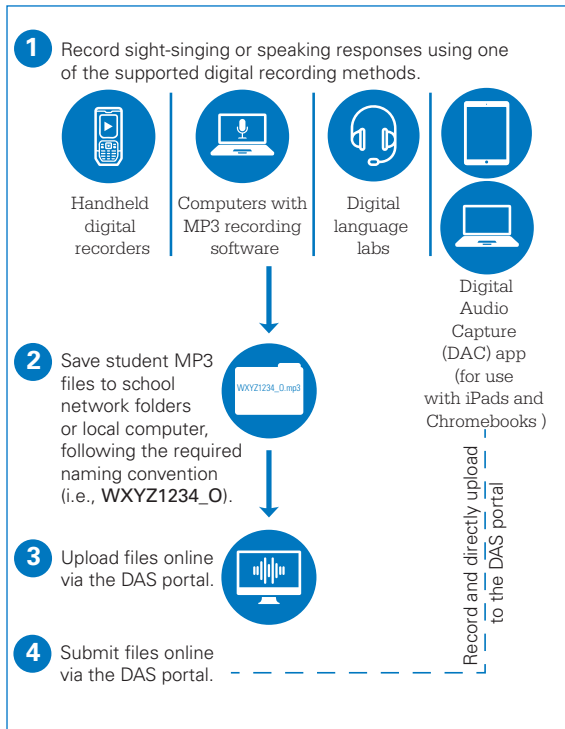 1 Record sight-singing or speaking responses using one
of the supported digital recording methods.
Handheld
digital
recorders
Computers with
MP3 recording
software
Digital
language
labs
Digital
Audio
Capture
(DAC) app
(for use
with iPads and
Chromebooks )
2 Save student MP3
files to school
network folders
or local computer,
following the required
naming convention
(i.e., WXYZ1234_O).
WXYZ1234_O.mp3
3 Upload files online
via the DAS portal.
Record and directly upload
to the DAS portal
4 Submit files online
via the DAS portal.